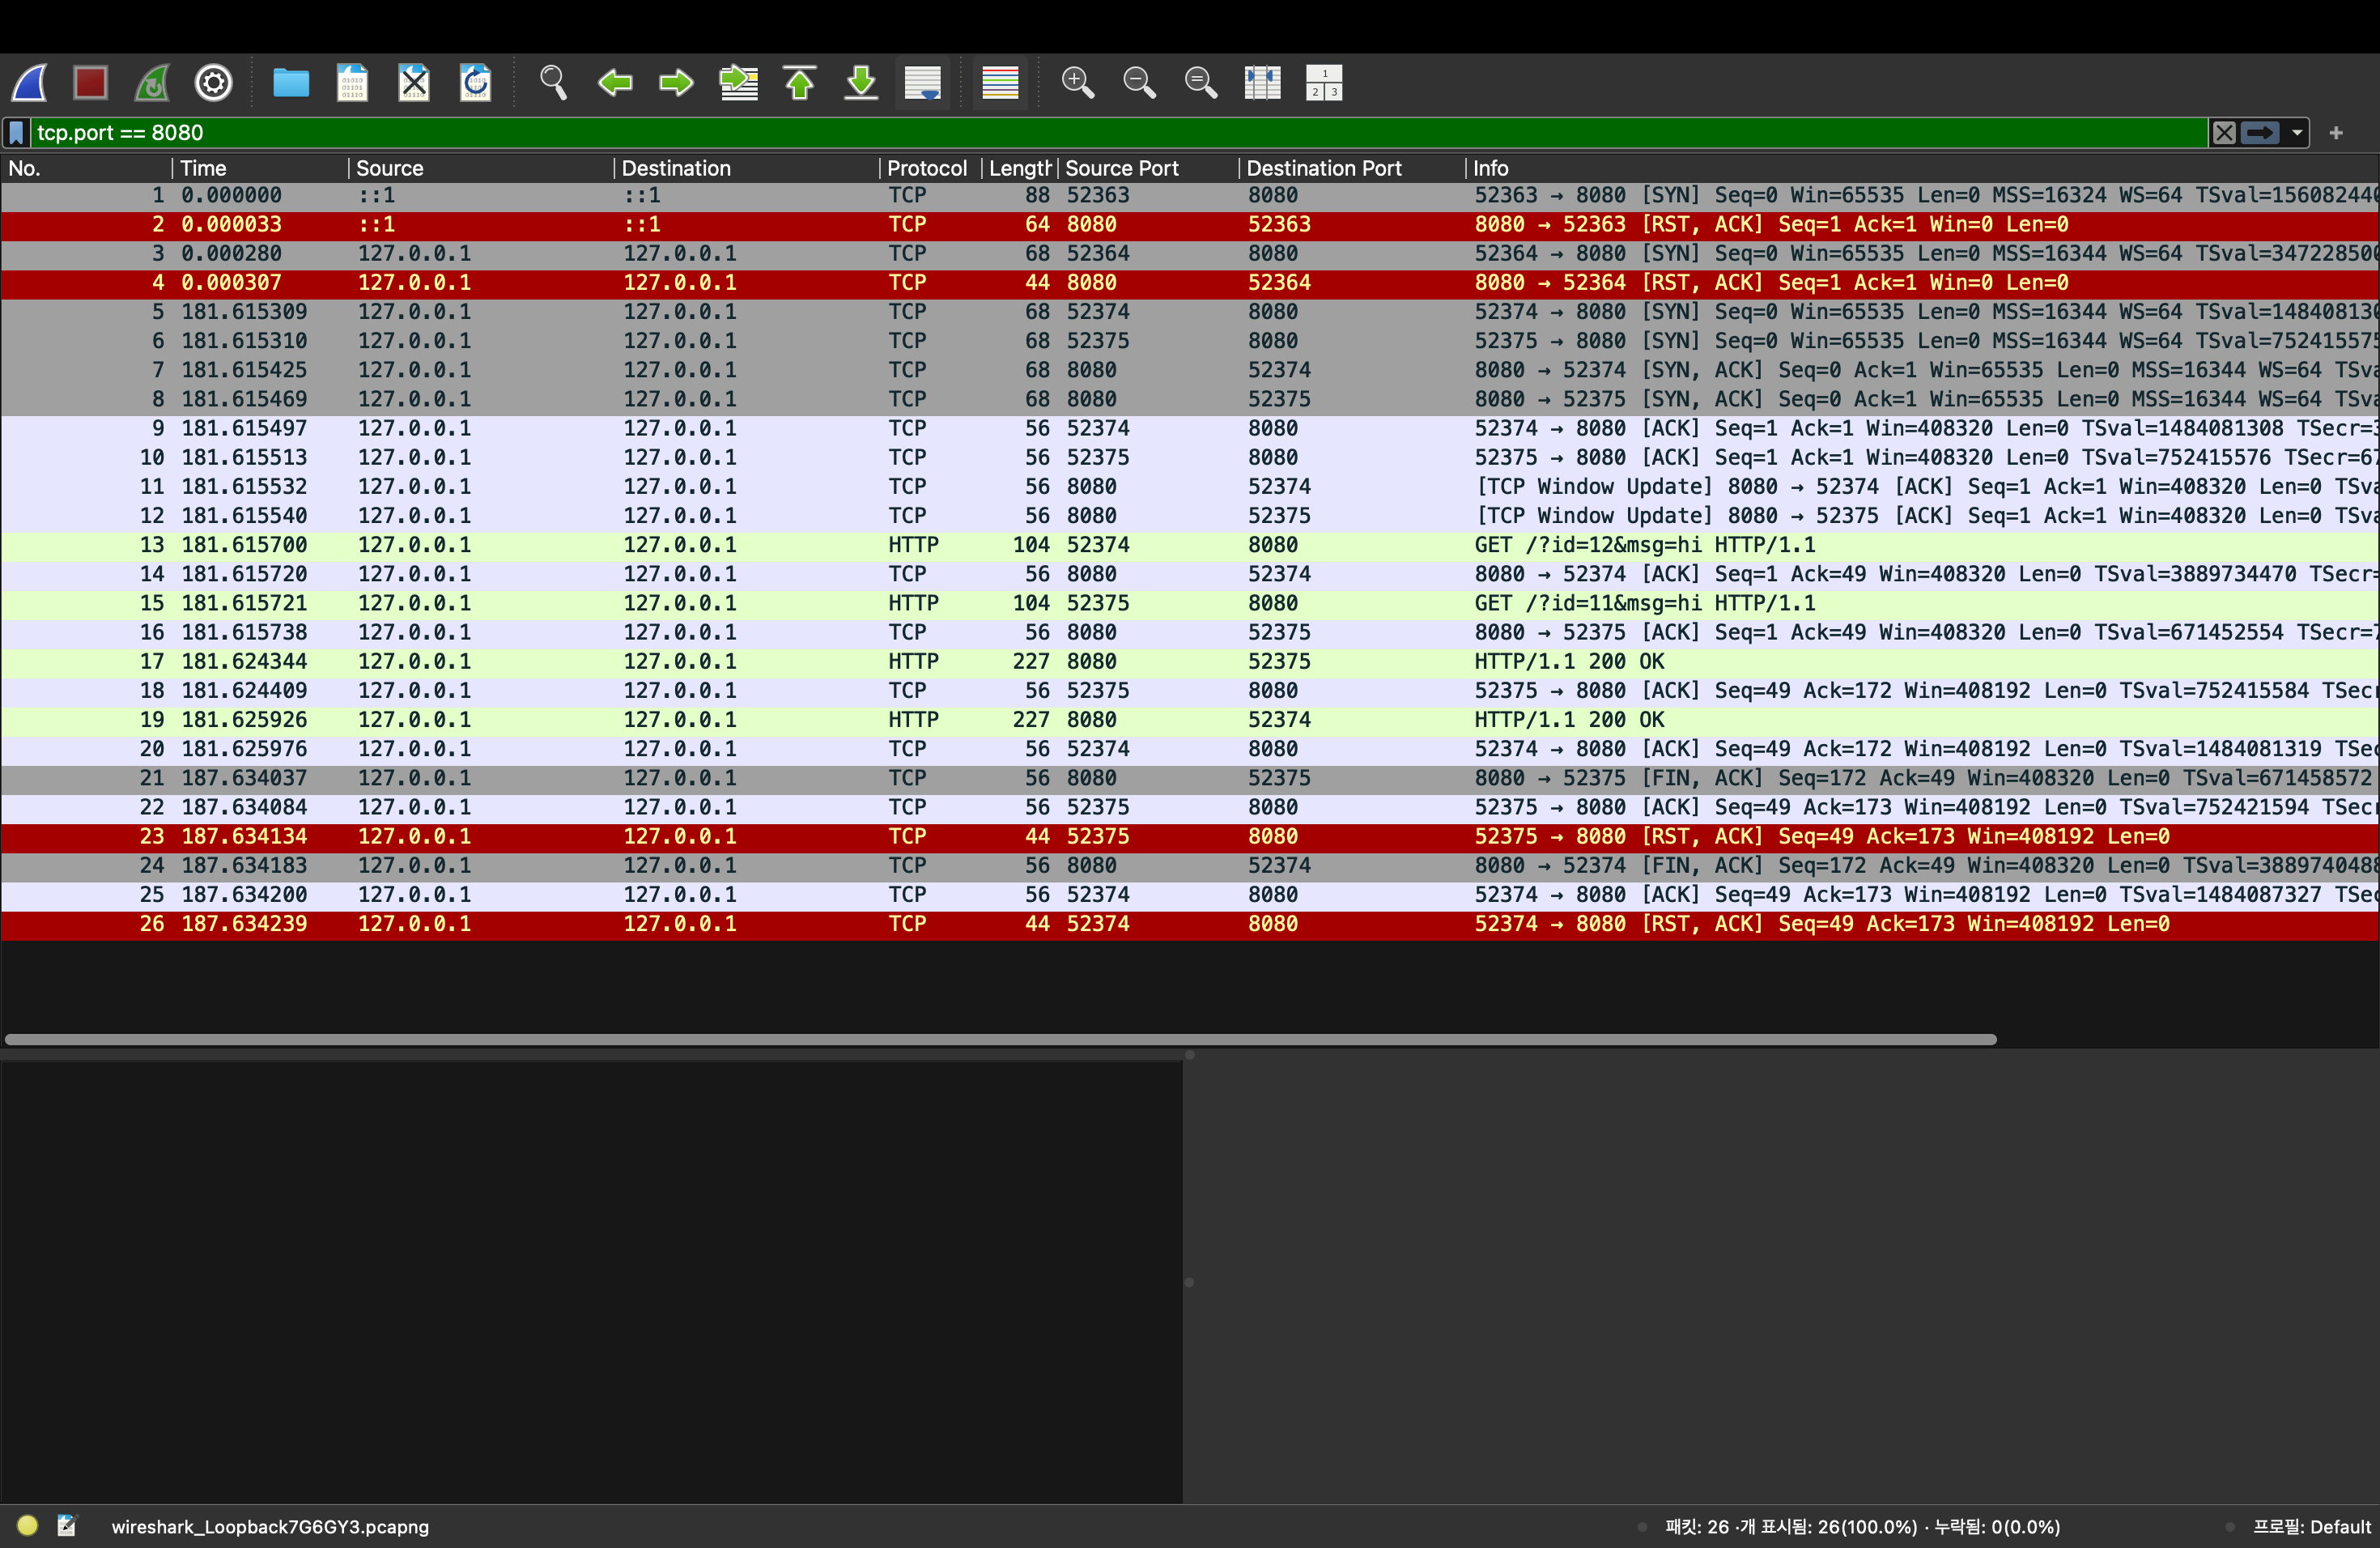 tcp.port == 8080
No. Time Source Destination Protocol Length Source Port Destination Port Info
1 0.000000 ::1 ::1 TCP 88 52363 8080 52363 → 8080 [SYN] Seq=0 Win=65535 Len=0 MSS=16324 WS=64 TSval=156082440
2 0.000033 ::1 ::1 TCP 64 8080 52363 8080 → 52363 [RST, ACK] Seq=1 Ack=1 Win=0 Len=0
3 0.000280 127.0.0.1 127.0.0.1 TCP 68 52364 8080 52364 → 8080 [SYN] Seq=0 Win=65535 Len=0 MSS=16344 WS=64 TSval=347228500
4 0.000307 127.0.0.1 127.0.0.1 TCP 44 8080 52364 8080 → 52364 [RST, ACK] Seq=1 Ack=1 Win=0 Len=0
5 181.615309 127.0.0.1 127.0.0.1 TCP 68 52374 8080 52374 → 8080 [SYN] Seq=0 Win=65535 Len=0 MSS=16344 WS=64 TSval=148408130
6 181.615310 127.0.0.1 127.0.0.1 TCP 68 52375 8080 52375 → 8080 [SYN] Seq=0 Win=65535 Len=0 MSS=16344 WS=64 TSval=752415575
7 181.615425 127.0.0.1 127.0.0.1 TCP 68 8080 52374 8080 → 52374 [SYN, ACK] Seq=0 Ack=1 Win=65535 Len=0 MSS=16344 WS=64 TSva
8 181.615469 127.0.0.1 127.0.0.1 TCP 68 8080 52375 8080 → 52375 [SYN, ACK] Seq=0 Ack=1 Win=65535 Len=0 MSS=16344 WS=64 TSva
9 181.615497 127.0.0.1 127.0.0.1 TCP 56 52374 8080 52374 → 8080 [ACK] Seq=1 Ack=1 Win=408320 Len=0 TSval=1484081308 TSecr=3
10 181.615513 127.0.0.1 127.0.0.1 TCP 56 52375 8080 52375 → 8080 [ACK] Seq=1 Ack=1 Win=408320 Len=0 TSval=752415576 TSecr=67
11 181.615532 127.0.0.1 127.0.0.1 TCP 56 8080 52374 [TCP Window Update] 8080 → 52374 [ACK] Seq=1 Ack=1 Win=408320 Len=0 TSva
12 181.615540 127.0.0.1 127.0.0.1 TCP 56 8080 52375 [TCP Window Update] 8080 → 52375 [ACK] Seq=1 Ack=1 Win=408320 Len=0 TSva
13 181.615700 127.0.0.1 127.0.0.1 HTTP 104 52374 8080 GET /?id=12&msg=hi HTTP/1.1
14 181.615720 127.0.0.1 127.0.0.1 TCP 56 8080 52374 8080 → 52374 [ACK] Seq=1 Ack=49 Win=408320 Len=0 TSval=3889734470 TSecr=
15 181.615721 127.0.0.1 127.0.0.1 HTTP 104 52375 8080 GET /?id=11&msg=hi HTTP/1.1
16 181.615738 127.0.0.1 127.0.0.1 TCP 56 8080 52375 8080 → 52375 [ACK] Seq=1 Ack=49 Win=408320 Len=0 TSval=671452554 TSecr=7
17 181.624344 127.0.0.1 127.0.0.1 HTTP 227 8080 52375 HTTP/1.1 200 OK
18 181.624409 127.0.0.1 127.0.0.1 TCP 56 52375 8080 52375 → 8080 [ACK] Seq=49 Ack=172 Win=408192 Len=0 TSval=752415584 TSecr
19 181.625926 127.0.0.1 127.0.0.1 HTTP 227 8080 52374 HTTP/1.1 200 OK
20 181.625976 127.0.0.1 127.0.0.1 TCP 56 52374 8080 52374 → 8080 [ACK] Seq=49 Ack=172 Win=408192 Len=0 TSval=1484081319 TSec
21 187.634037 127.0.0.1 127.0.0.1 TCP 56 8080 52375 8080 → 52375 [FIN, ACK] Seq=172 Ack=49 Win=408320 Len=0 TSval=671458572
22 187.634084 127.0.0.1 127.0.0.1 TCP 56 52375 8080 52375 → 8080 [ACK] Seq=49 Ack=173 Win=408192 Len=0 TSval=752421594 TSecr
23 187.634134 127.0.0.1 127.0.0.1 TCP 44 52375 8080 52375 → 8080 [RST, ACK] Seq=49 Ack=173 Win=408192 Len=0
24 187.634183 127.0.0.1 127.0.0.1 TCP 56 8080 52374 8080 → 52374 [FIN, ACK] Seq=172 Ack=49 Win=408320 Len=0 TSval=3889740488
25 187.634200 127.0.0.1 127.0.0.1 TCP 56 52374 8080 52374 → 8080 [ACK] Seq=49 Ack=173 Win=408192 Len=0 TSval=1484087327 TSec
26 187.634239 127.0.0.1 127.0.0.1 TCP 44 52374 8080 52374 → 8080 [RST, ACK] Seq=49 Ack=173 Win=408192 Len=0
wireshark_Loopback7G6GY3.pcapng 패킷: 26 ·개 표시됨: 26(100.0%) · 누락됨: 0(0.0%) 프로필: Default